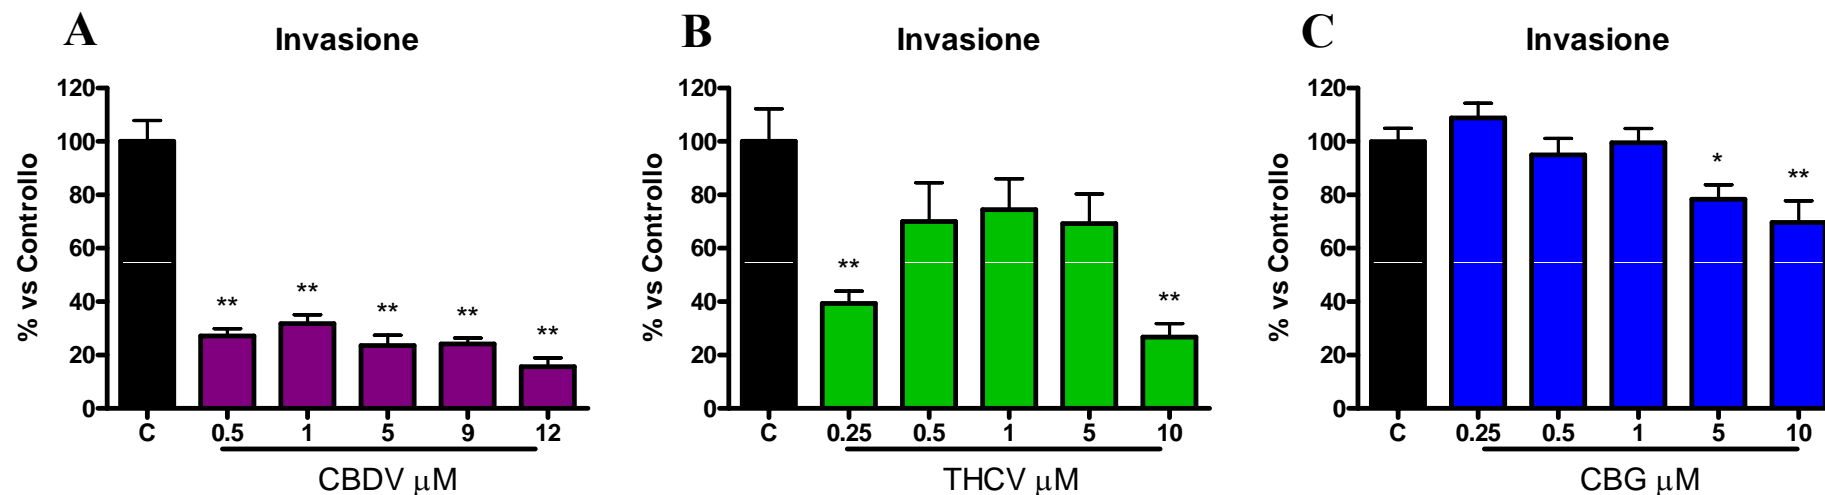 A
Invasione
% vs Controllo
120
100
80
60
40
20
0
**
**
**
**
**
C 0.5 1 5 9 12
CBDV μM
B
Invasione
% vs Controllo
120
100
80
60
40
20
0
**
**
C 0.25 0.5 1 5 10
THCV μM
C
Invasione
% vs Controllo
120
100
80
60
40
20
0
*
**
C 0.25 0.5 1 5 10
CBG μM